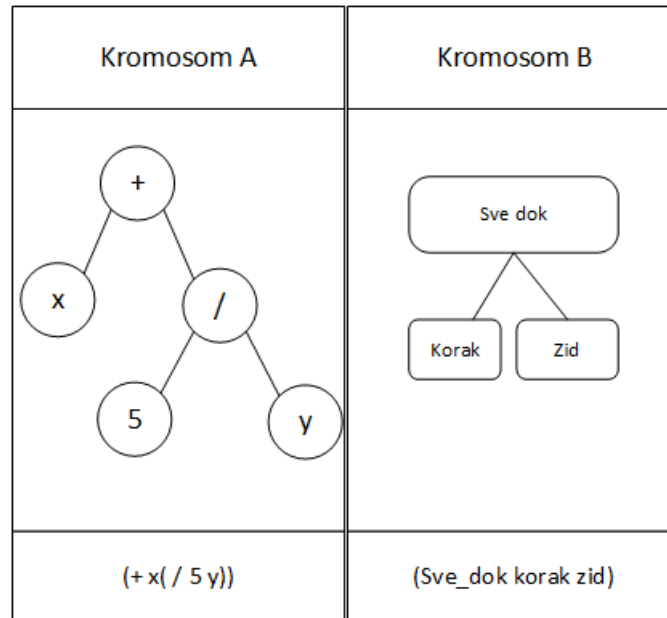 Kromosom A
Kromosom B
+
x
/
5
y
Sve dok
Korak
Zid
(+ x( / 5 y))
(Sve_dok korak zid)